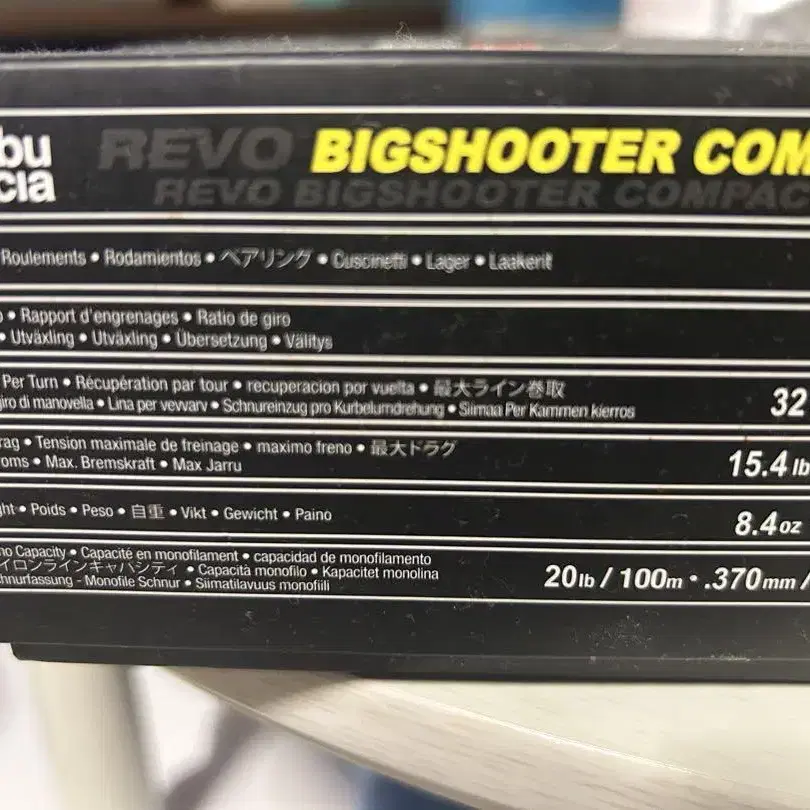 bu
cia
REVO BIGSHOOTER COM
REVO BIGSHOOTER COMPAC
Roulements • Rodamientos • ベアリング • Cuscinetti • Lager • Laakerit
• Rapport d'engrenages • Ratio de giro
• Utväxling • Utväxling • Übersetzung • Välitys
Per Turn • Récupération par tour • recuperacion por vuelta • 最大ライン巻取
giro di manovella • Lina per vevvarv • Schnureinzug pro Kurbelumdrehung • Siimaa Per Kammen kierros
32
rag • Tension maximale de freinage • maximo freno • 最大ドラグ
oms • Max. Bremskraft • Max Jarru
15.4 lb
ght • Poids • Peso • 自重 • Vikt • Gewicht • Paino
8.4 oz
no Capacity • Capacité en monofilament • capacidad de monofilamento
イロンラインキャパシティ • Capacità monofilo • Kapacitet monolina
chnurfassung - Monofile Schnur • Siimatilavuus monofiili
20lb / 100m • .370mm /